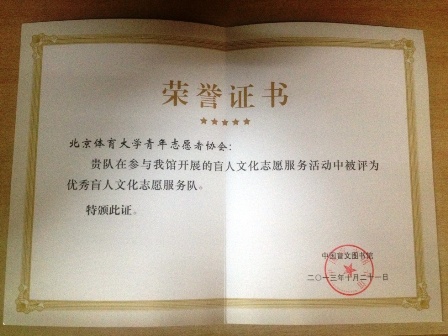 荣誉证书
北京体育大学青年志愿者协会：
贵队在参与我馆开展的盲人文化志愿服务活动中被评为
优秀盲人文化志愿服务队。
特颁此证。
中国盲文图书馆
二〇一三年十月二十一日